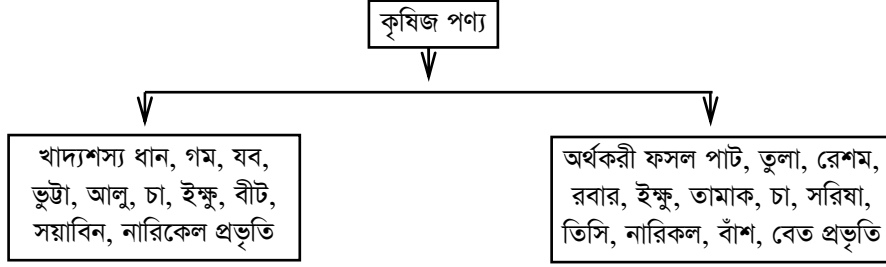 কৃষিজ পণ্য
খাদ্যশস্য ধান, গম, যব,
ভুট্টা, আলু, চা, ইক্ষু, বীট,
সয়াবিন, নারিকেল প্রভৃতি
অর্থকরী ফসল পাট, তুলা, রেশম,
রবার, ইক্ষু, তামাক, চা, সরিষা,
তিসি, নারিকল, বাঁশ, বেত প্রভৃতি